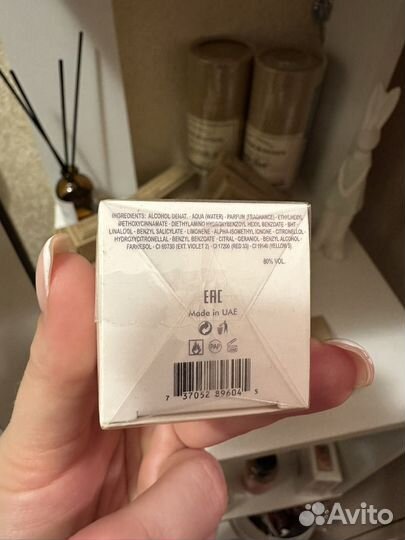 INGREDIENTS: ALCOHOL DENAT. - AQUA (WATER) - PARFUM (FRAGRANCE) - ETHYLHEXYL
METHOXYCINNAMATE - DIETHYLAMINO HYDROXYBENZOYL HEXYL BENZOATE - BHT -
LINALOOL - BENZYL SALICYLATE - LIMONENE - ALPHA-ISOMETHYL IONONE - CITRONELLOL -
HYDROXYCITRONELLAL - BENZYL BENZOATE - CITRAL - GERANIOL - BENZYL ALCOHOL -
FARNESOL - CI 60730 (EXT. VIOLET 2) - CI 17200 (RED 33) - CI 19140 (YELLOW 5)
80% VOL.
EAC
Made in UAE
PAP
7 37052 89604 5
Avito